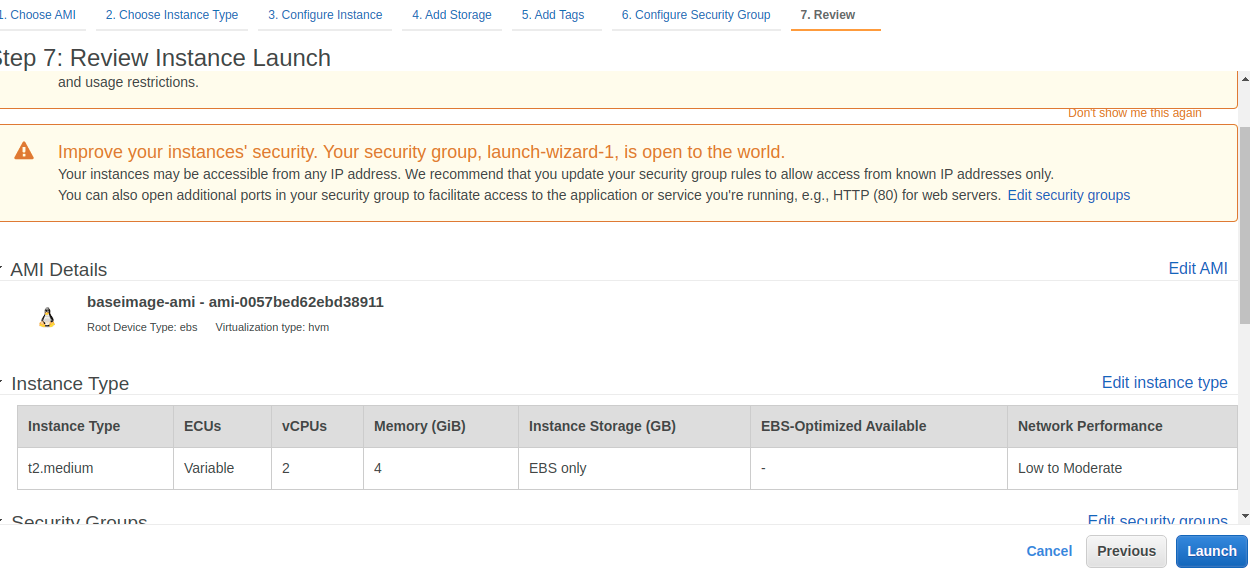 1. Choose AMI 2. Choose Instance Type 3. Configure Instance 4. Add Storage 5. Add Tags 6. Configure Security Group 7. Review
Step 7: Review Instance Launch
and usage restrictions.
Don't show me this again
Improve your instances' security. Your security group, launch-wizard-1, is open to the world.
Your instances may be accessible from any IP address. We recommend that you update your security group rules to allow access from known IP addresses only.
You can also open additional ports in your security group to facilitate access to the application or service you're running, e.g., HTTP (80) for web servers. Edit security groups
AMI Details Edit AMI
baseimage-ami - ami-0057bed62ebd38911
Root Device Type: ebs Virtualization type: hvm
Instance Type Edit instance type
Instance Type ECUs vCPUs Memory (GiB) Instance Storage (GB) EBS-Optimized Available Network Performance
t2.medium Variable 2 4 EBS only - Low to Moderate
Security Groups Edit security groups
Cancel Previous Launch